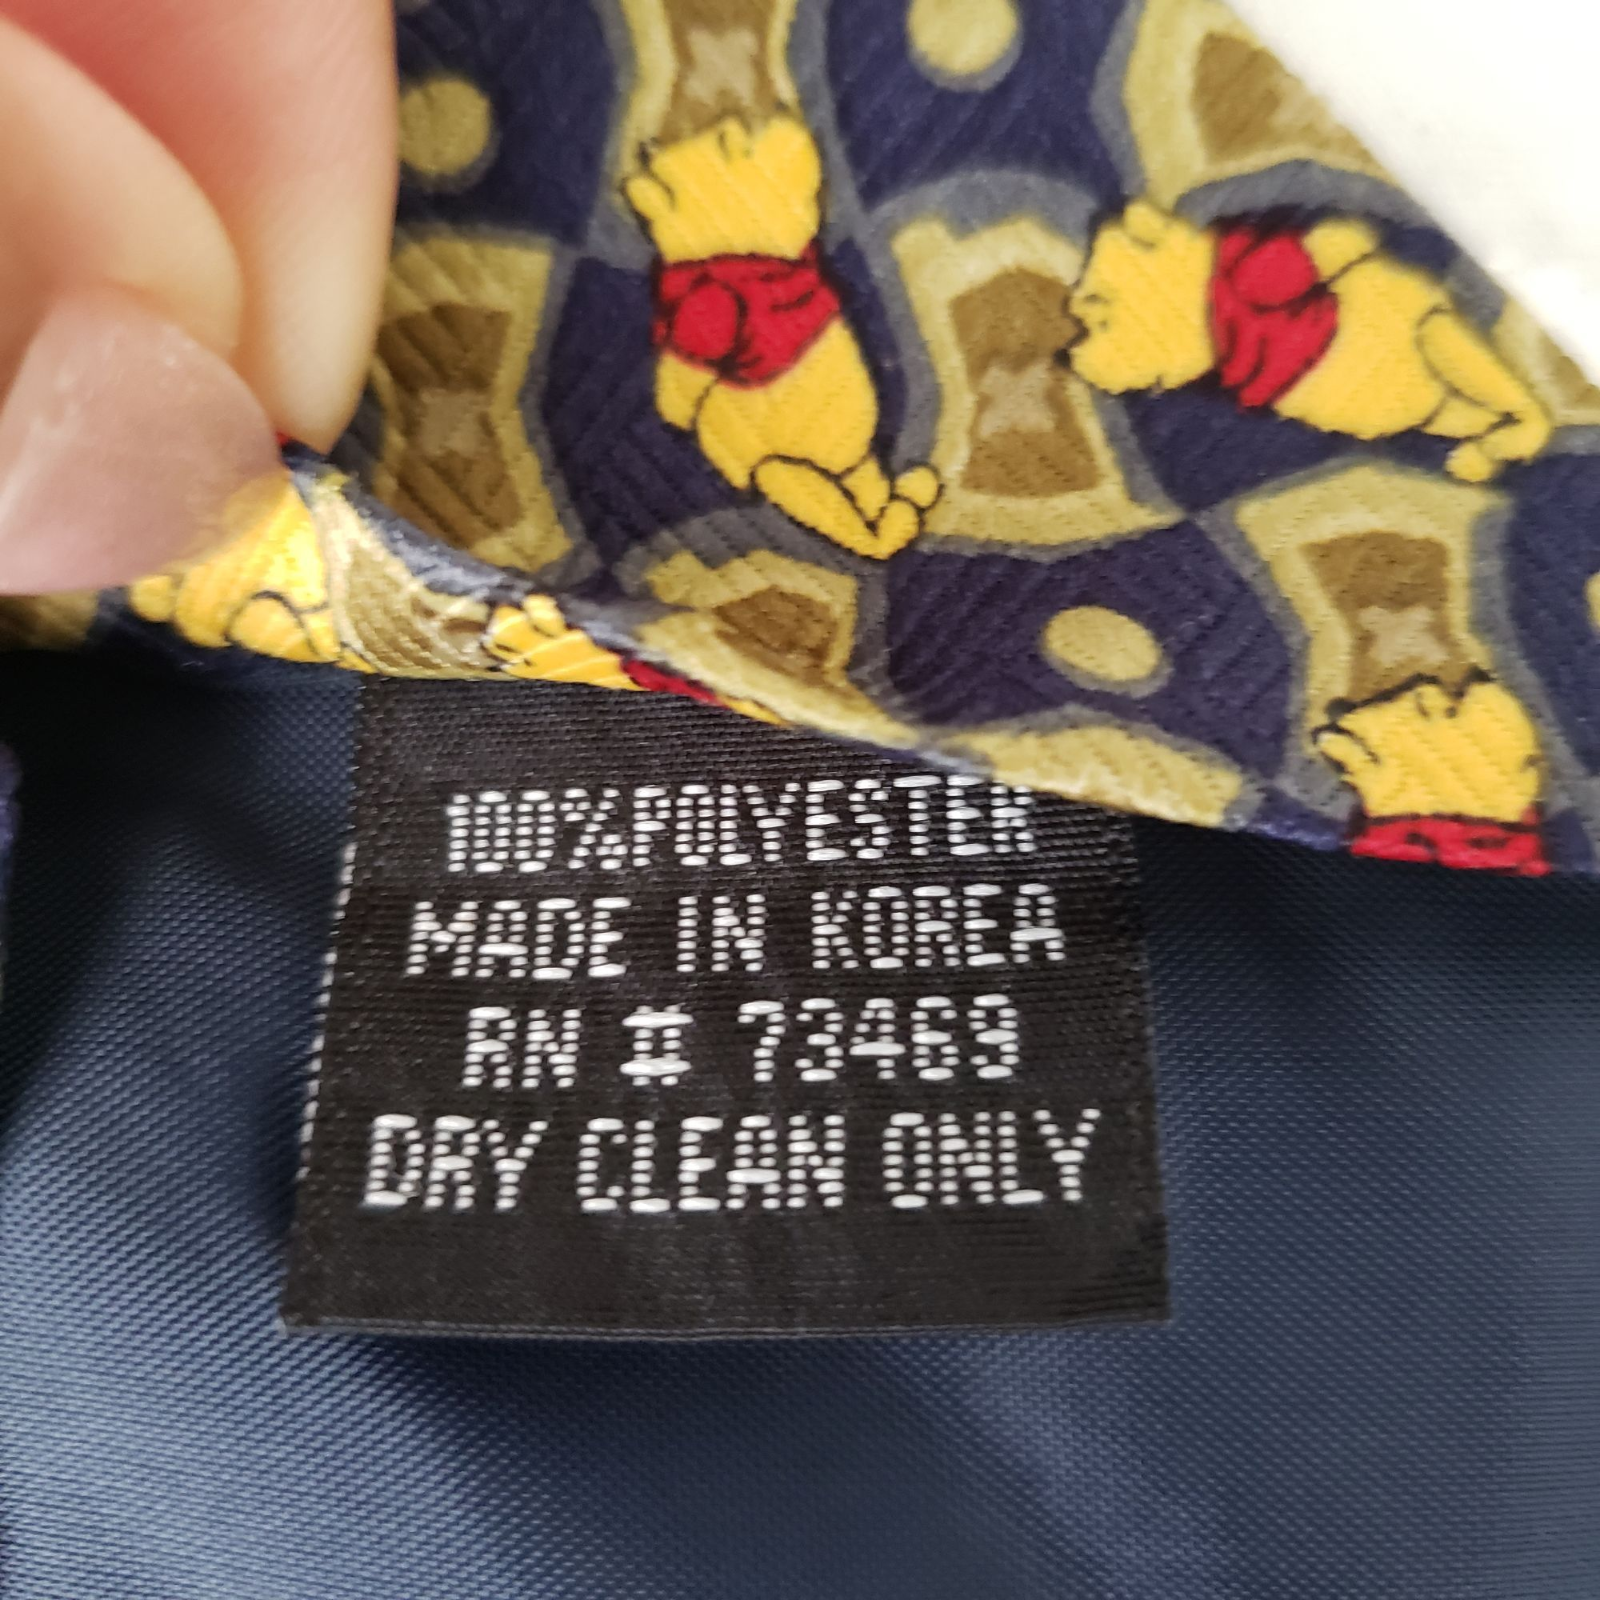 100%POLYESTER
MADE IN KOREA
RN # 73469
DRY CLEAN ONLY